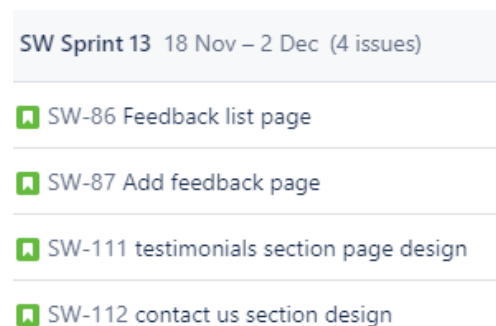 SW Sprint 13 18 Nov – 2 Dec (4 issues)
SW-86 Feedback list page
SW-87 Add feedback page
SW-111 testimonials section page design
SW-112 contact us section design